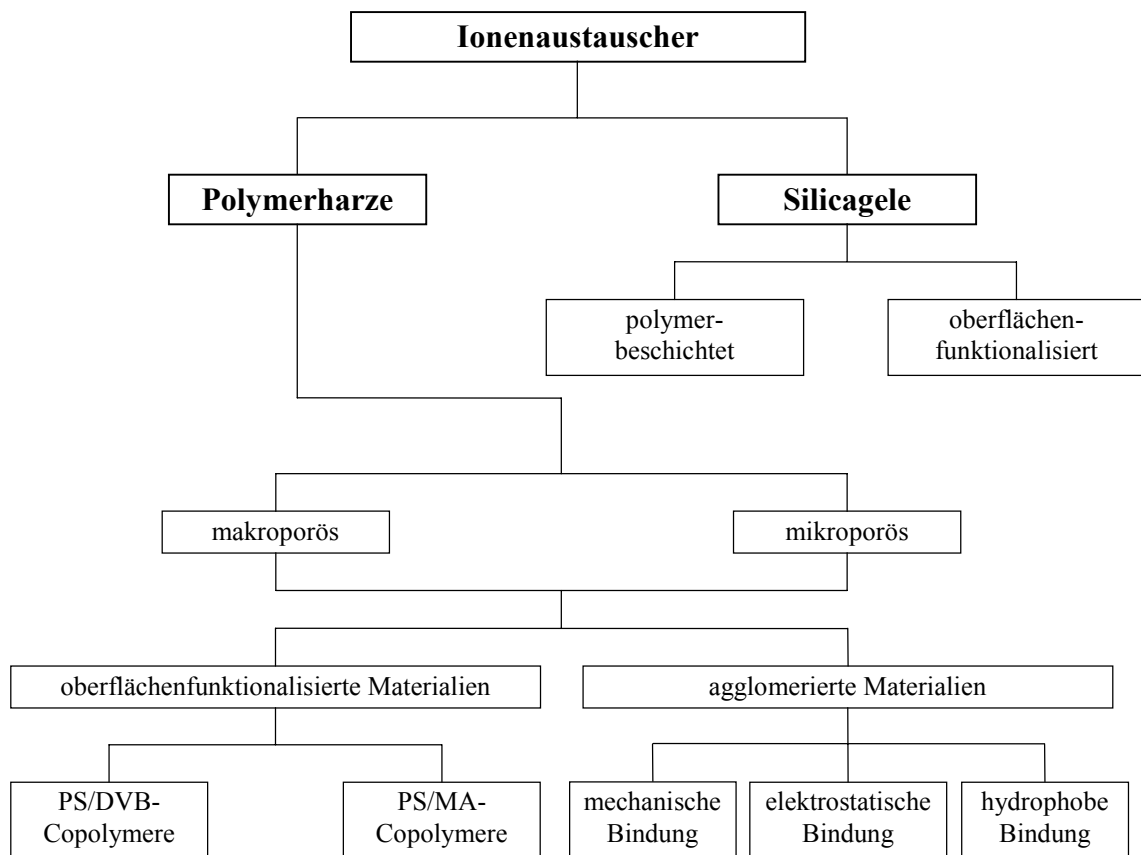 Ionenaustauscher
Polymerharze
Silicagele
polymer-
beschichtet
oberflächen-
funktionalisiert
makroporös
mikroporös
oberflächenfunktionalisierte Materialien
agglomerierte Materialien
PS/DVB-
Copolymere
PS/MA-
Copolymere
mechanische
Bindung
elektrostatische
Bindung
hydrophobe
Bindung